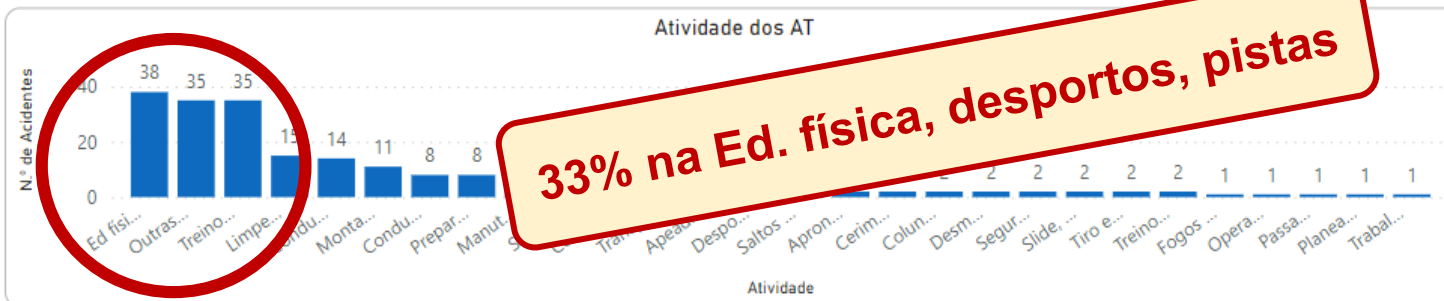 Atividade dos AT
33% na Ed. física, desportos, pistas
N.º de Acidentes
40
20
0
38 35 35 15 14 11 8 8 2 2 2 2 2 2 1 1 1 1 1
Ed físi... Outras... Treino... Limpe... Condu... Monta... Condu... Prepar... Manut... Apead... Despo... Saltos ... Apron... Cerim... Colun... Desm... Segur... Slide, ... Tiro e... Treino... Fogos ... Opera... Passa... Planea... Trabal...
Atividade